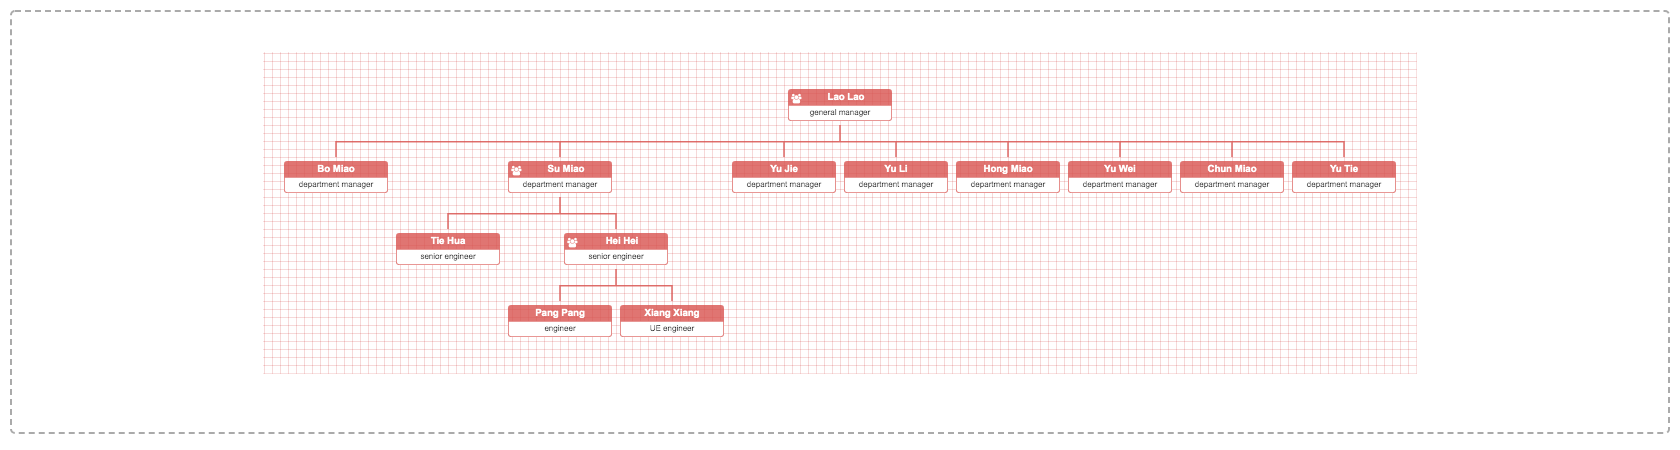 Lao Lao
general manager
Bo Miao
department manager
Su Miao
department manager
Yu Jie
department manager
Yu Li
department manager
Hong Miao
department manager
Yu Wei
department manager
Chun Miao
department manager
Yu Tie
department manager
Tie Hua
senior engineer
Hei Hei
senior engineer
Pang Pang
engineer
Xiang Xiang
UE engineer